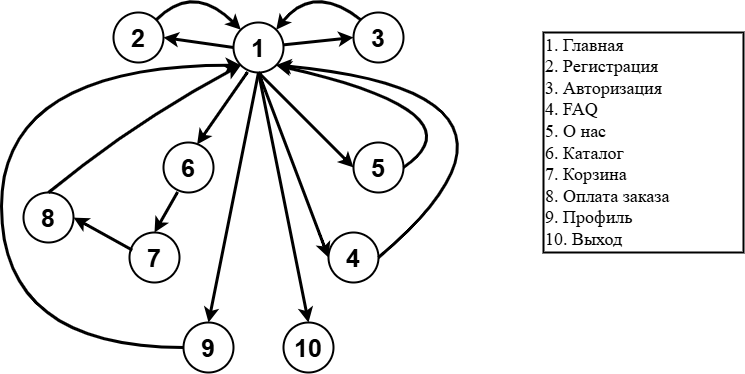 2
1
3
6
5
8
7
4
9
10
1. Главная
2. Регистрация
3. Авторизация
4. FAQ
5. О нас
6. Каталог
7. Корзина
8. Оплата заказа
9. Профиль
10. Выход